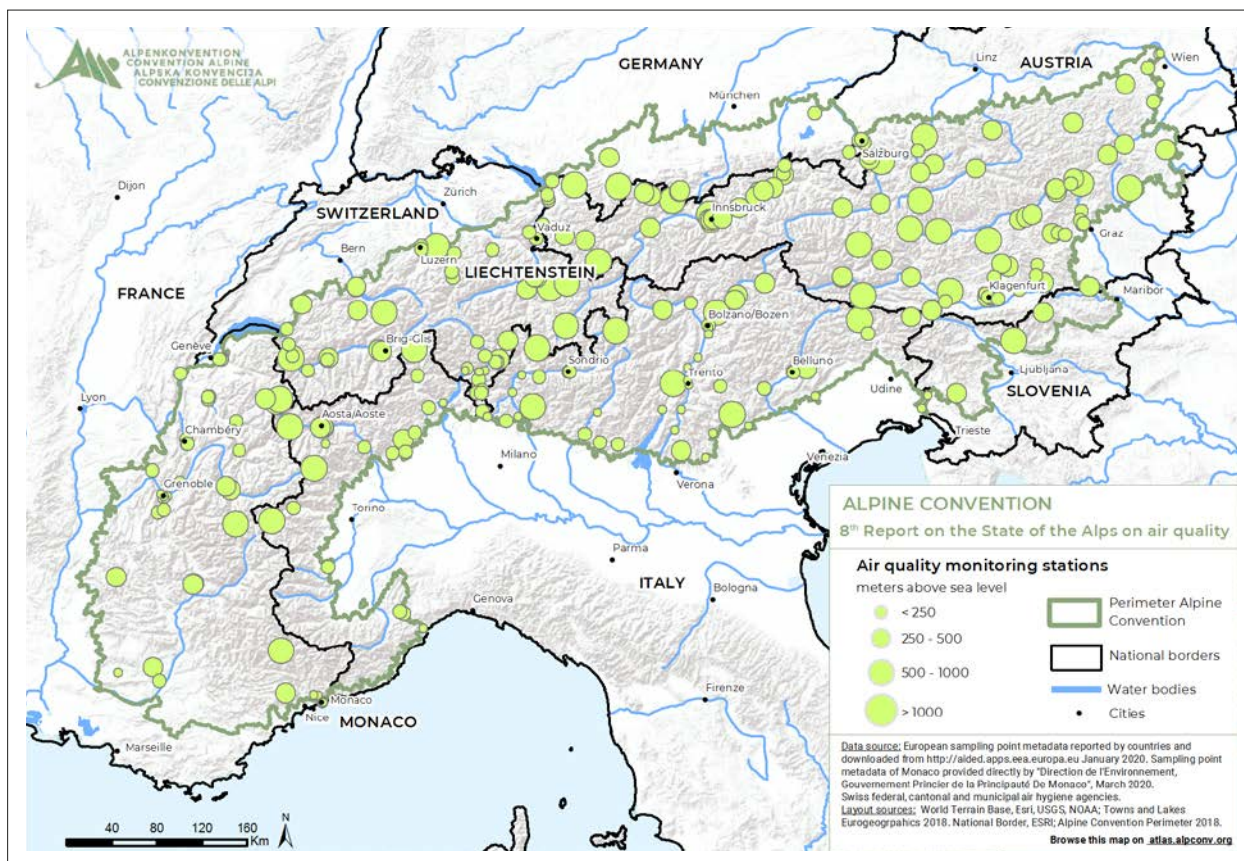 ALPENKONVENTION
CONVENTION ALPINE
ALPSKA KONVENCIJA
CONVENZIONE DELLE ALPI
GERMANY
Linz
AUSTRIA
Wien
München
Salzburg
Dijon
Zürich
SWITZERLAND
Innsbruck
Vaduz
Bern
Luzern
Graz
LIECHTENSTEIN
FRANCE
Klagenfurt
Maribor
Bolzano/Bozen
Genève
Brig-Glis
Sondrio
Belluno
Ljubljana
Trento
Udine
SLOVENIA
Lyon
Aosta/Aoste
Chambéry
Trieste
Milano
Venezia
Verona
Grenoble
Torino
Parma
ITALY
Bologna
Genova
Firenze
Monaco
Nice
MONACO
Marseille
ALPINE CONVENTION
8th Report on the State of the Alps on air quality
Air quality monitoring stations
meters above sea level
< 250
250 - 500
500 - 1000
> 1000
Perimeter Alpine
Convention
National borders
Water bodies
Cities
Data source: European sampling point metadata reported by countries and
downloaded from http://aided.apps.eea.europa.eu January 2020. Sampling point
metadata of Monaco provided directly by "Direction de l'Environnement,
Gouvernement Princier de la Principauté De Monaco", March 2020.
Swiss federal, cantonal and municipal air hygiene agencies.
Layout sources: World Terrain Base, Esri, USGS, NOAA; Towns and Lakes
Eurogeogrpahics 2018. National Border, ESRI; Alpine Convention Perimeter 2018.
Browse this map on atlas.alpconv.org
40 80 120 160
Km
N